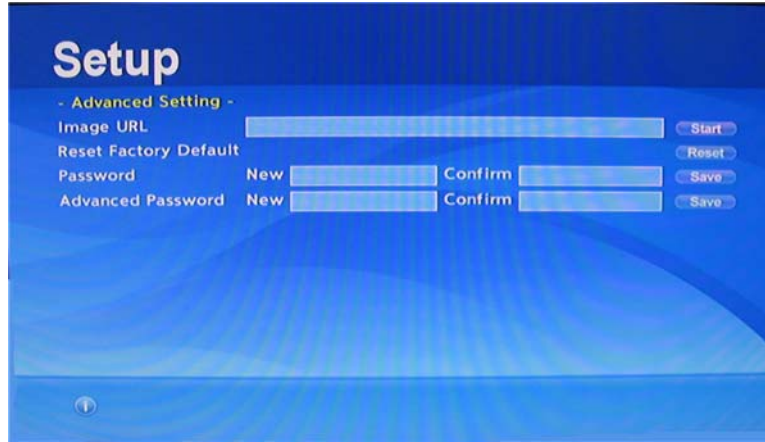 Setup
- Advanced Setting -
Image URL Start
Reset Factory Default Reset
Password New Confirm Save
Advanced Password New Confirm Save
i